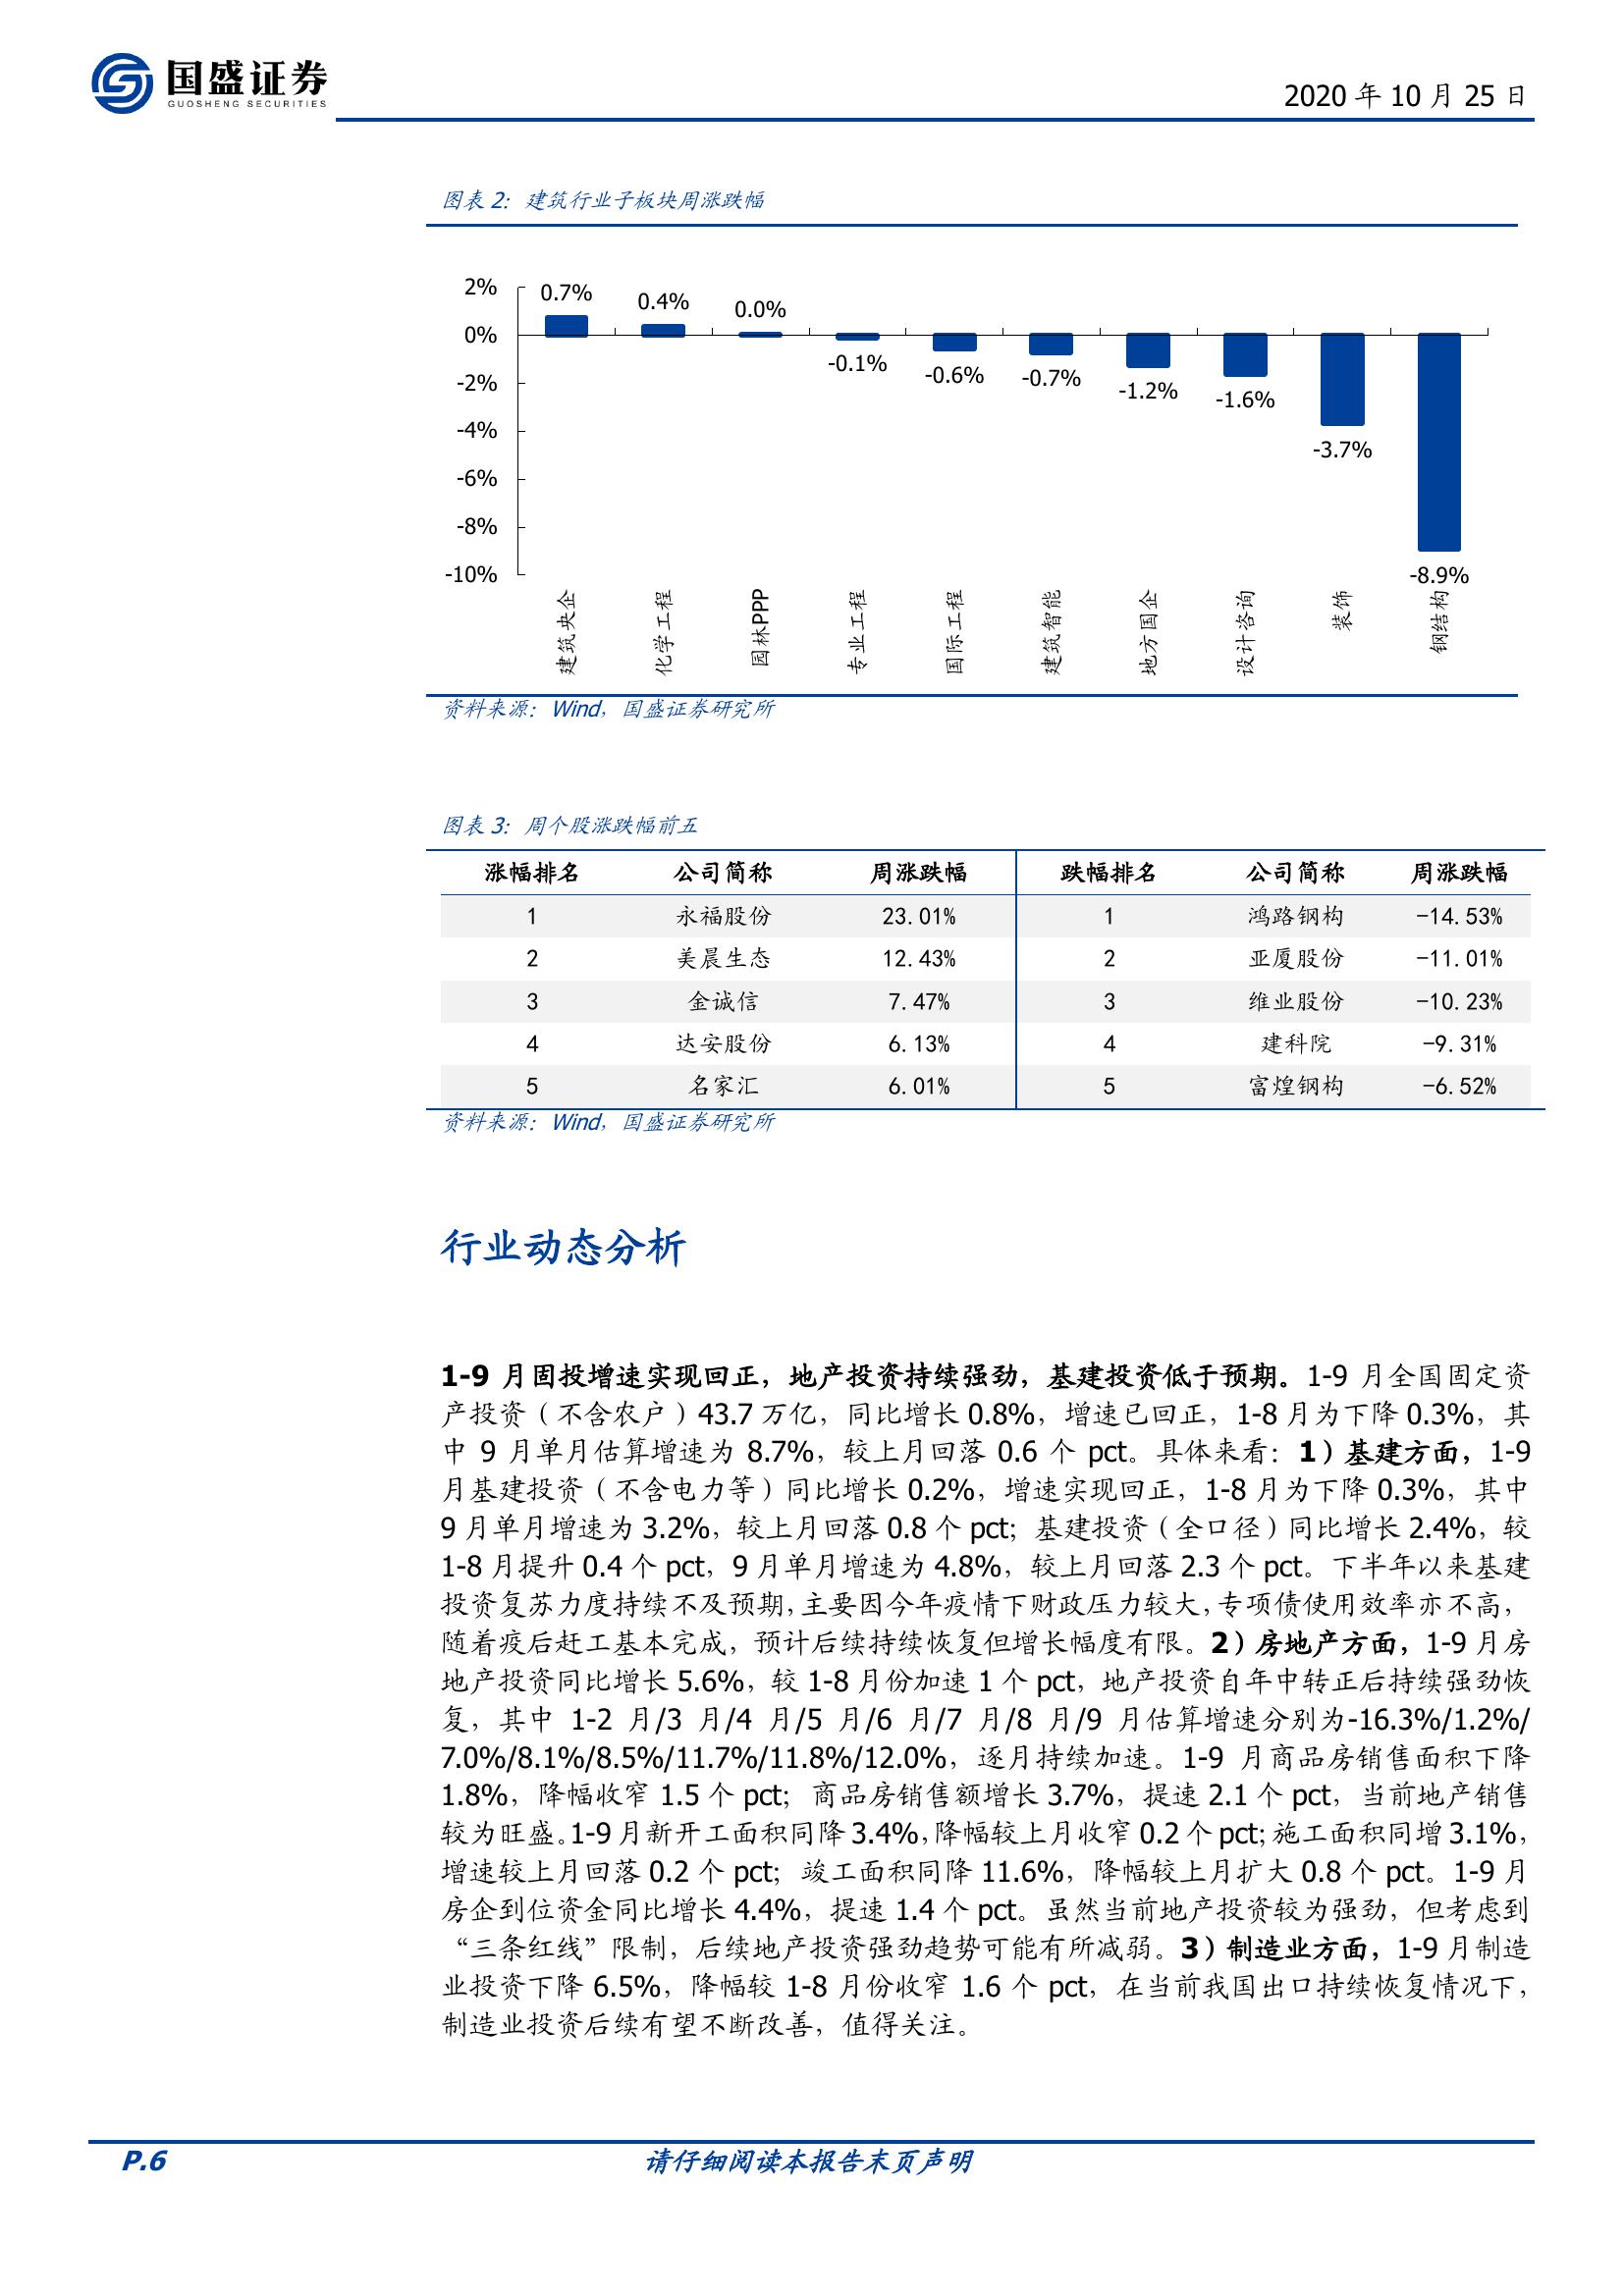 国盛证券
GUOSHENG SECURITIES
2020 年 10 月 25 日
图表 2：建筑行业子板块周涨跌幅
2%
0%
-2%
-4%
-6%
-8%
-10%
0.7%
0.4%
0.0%
-0.1%
-0.6%
-0.7%
-1.2%
-1.6%
-3.7%
-8.9%
建筑央企
化学工程
园林PPP
专业工程
国际工程
建筑智能
地方国企
设计咨询
装饰
钢结构
资料来源：Wind，国盛证券研究所
图表 3：周个股涨跌幅前五
涨幅排名 公司简称 周涨跌幅 跌幅排名 公司简称 周涨跌幅
1 永福股份 23.01% 1 鸿路钢构 -14.53%
2 美晨生态 12.43% 2 亚厦股份 -11.01%
3 金诚信 7.47% 3 维业股份 -10.23%
4 达安股份 6.13% 4 建科院 -9.31%
5 名家汇 6.01% 5 富煌钢构 -6.52%
资料来源：Wind，国盛证券研究所
行业动态分析
1-9 月固投增速实现回正，地产投资持续强劲，基建投资低于预期。1-9 月全国固定资
产投资（不含农户）43.7 万亿，同比增长 0.8%，增速已回正，1-8 月为下降 0.3%，其
中 9 月单月估算增速为 8.7%，较上月回落 0.6 个 pct。具体来看：1）基建方面，1-9
月基建投资（不含电力等）同比增长 0.2%，增速实现回正，1-8 月为下降 0.3%，其中
9 月单月增速为 3.2%，较上月回落 0.8 个 pct；基建投资（全口径）同比增长 2.4%，较
1-8 月提升 0.4 个 pct，9 月单月增速为 4.8%，较上月回落 2.3 个 pct。下半年以来基建
投资复苏力度持续不及预期，主要因今年疫情下财政压力较大，专项债使用效率亦不高，
随着疫后赶工基本完成，预计后续持续恢复但增长幅度有限。2）房地产方面，1-9 月房
地产投资同比增长 5.6%，较 1-8 月份加速 1 个 pct，地产投资自年中转正后持续强劲恢
复，其中 1-2 月/3 月/4 月/5 月/6 月/7 月/8 月/9 月估算增速分别为-16.3%/1.2%/
7.0%/8.1%/8.5%/11.7%/11.8%/12.0%，逐月持续加速。1-9 月商品房销售面积下降
1.8%，降幅收窄 1.5 个 pct；商品房销售额增长 3.7%，提速 2.1 个 pct，当前地产销售
较为旺盛。1-9 月新开工面积同降 3.4%，降幅较上月收窄 0.2 个 pct；施工面积同增 3.1%，
增速较上月回落 0.2 个 pct；竣工面积同降 11.6%，降幅较上月扩大 0.8 个 pct。1-9 月
房企到位资金同比增长 4.4%，提速 1.4 个 pct。虽然当前地产投资较为强劲，但考虑到
“三条红线”限制，后续地产投资强劲趋势可能有所减弱。3）制造业方面，1-9 月制造
业投资下降 6.5%，降幅较 1-8 月份收窄 1.6 个 pct，在当前我国出口持续恢复情况下，
制造业投资后续有望不断改善，值得关注。
P.6 请仔细阅读本报告末页声明